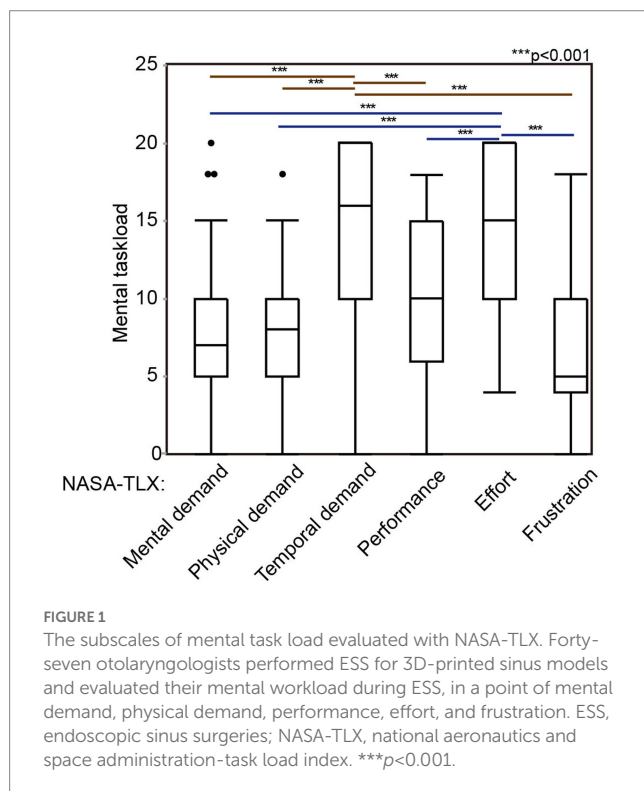 ***p<0.001
25
20
15
10
5
0
Mental taskload
***
***
***
***
***
***
***
***
NASA-TLX:
Mental demand
Physical demand
Temporal demand
Performance
Effort
Frustration
FIGURE 1
The subscales of mental task load evaluated with NASA-TLX. Forty-
seven otolaryngologists performed ESS for 3D-printed sinus models
and evaluated their mental workload during ESS, in a point of mental
demand, physical demand, performance, effort, and frustration. ESS,
endoscopic sinus surgeries; NASA-TLX, national aeronautics and
space administration-task load index. ***p<0.001.